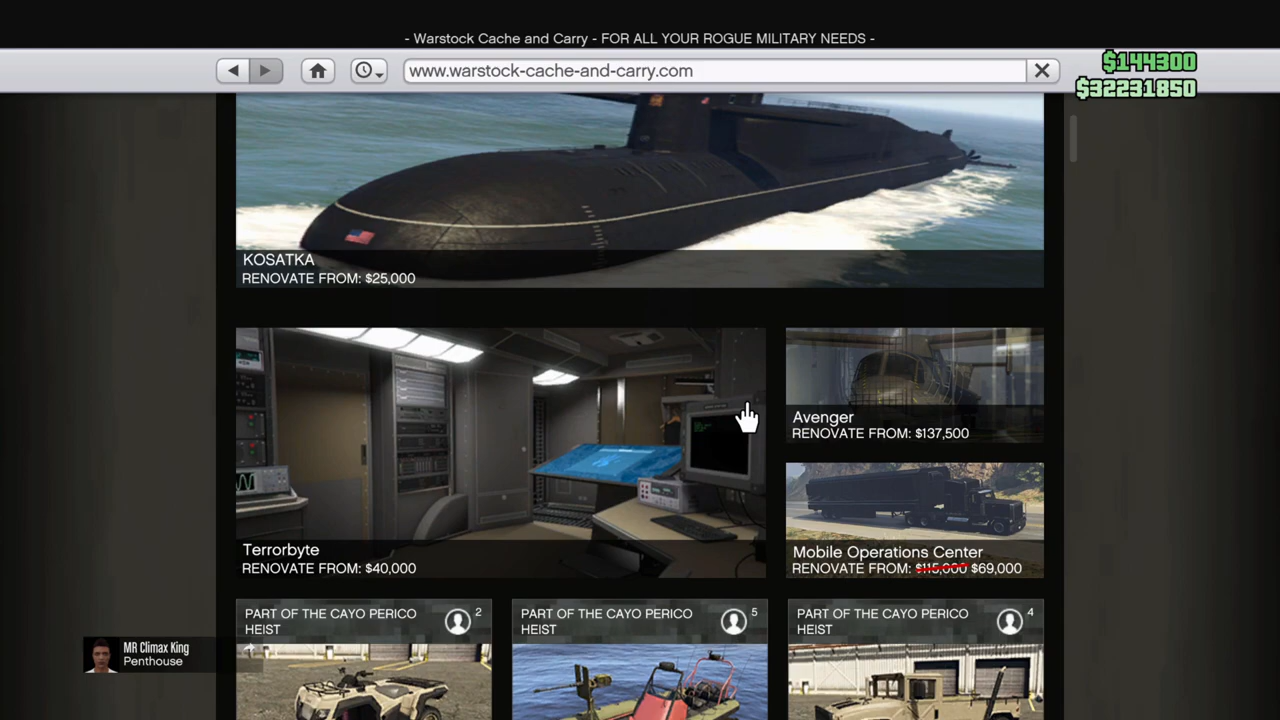 - Warstock Cache and Carry - FOR ALL YOUR ROGUE MILITARY NEEDS -
www.warstock-cache-and-carry.com
$144300
$32231850
KOSATKA
RENOVATE FROM: $25,000
Terrorbyte
RENOVATE FROM: $40,000
Avenger
RENOVATE FROM: $137,500
Mobile Operations Center
RENOVATE FROM: $115,000 $69,000
PART OF THE CAYO PERICO
HEIST
2
PART OF THE CAYO PERICO
HEIST
5
PART OF THE CAYO PERICO
HEIST
4
MR Climax King
Penthouse